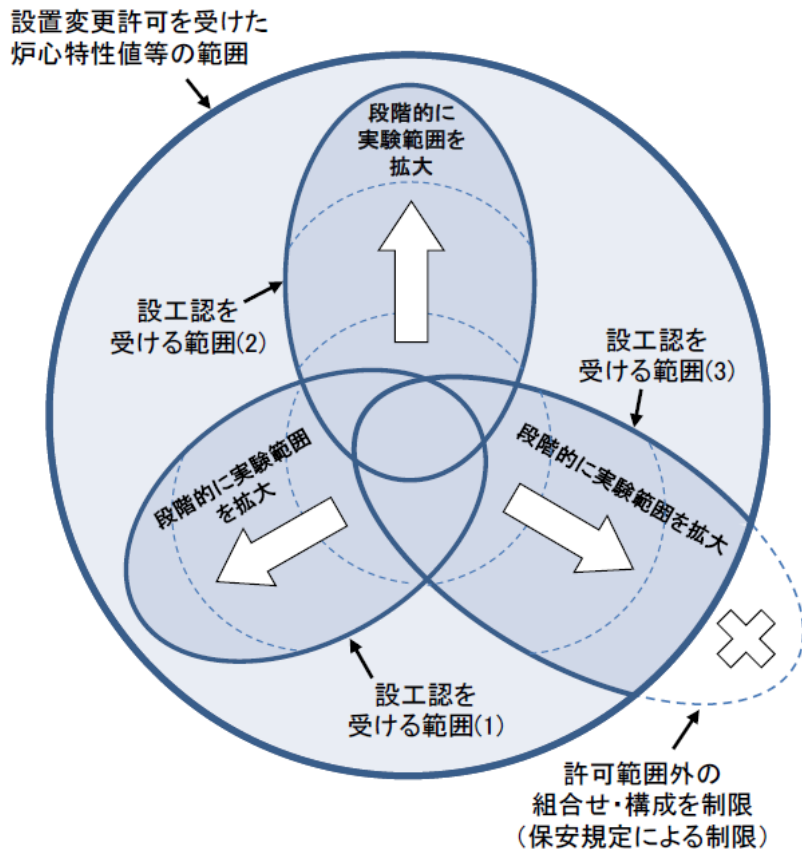 設置変更許可を受けた
炉心特性値等の範囲
段階的に
実験範囲を
拡大
設工認を
受ける範囲(2)
設工認を
受ける範囲(3)
段階的に実験範囲
を拡大
段階的に実験範囲を拡大
設工認を
受ける範囲(1)
許可範囲外の
組合せ・構成を制限
(保安規定による制限)